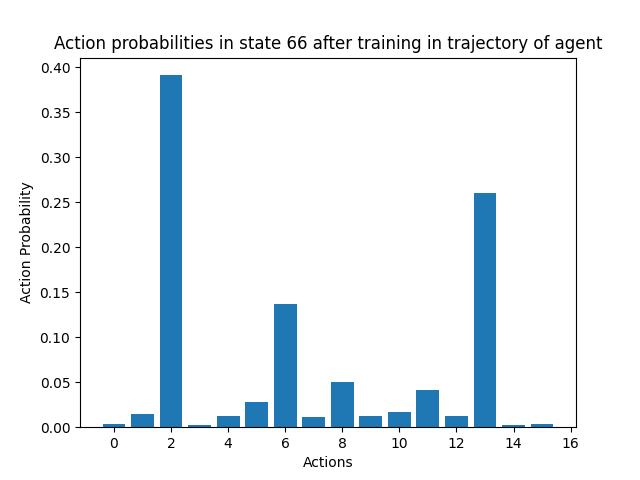 Action probabilities in state 66 after training in trajectory of agent
0.40
0.35
0.30
0.25
0.20
0.15
0.10
0.05
0.00
Action Probability
0 2 4 6 8 10 12 14 16
Actions